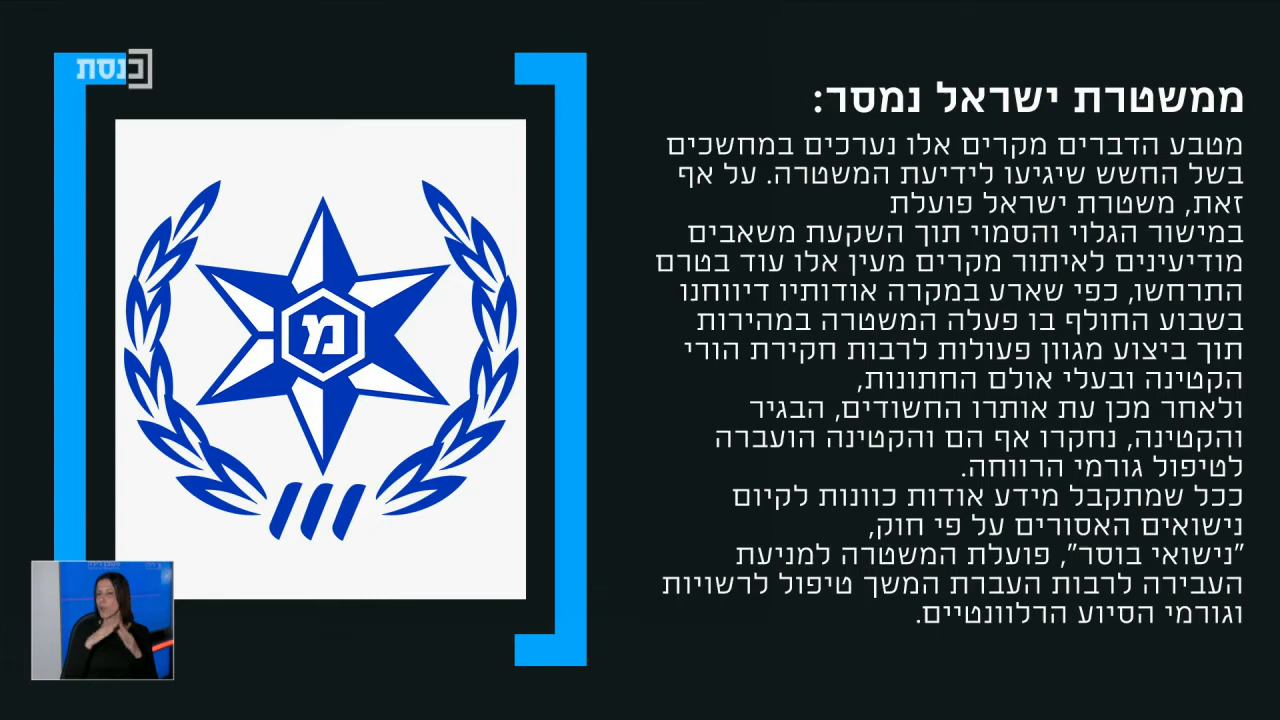 כנסת
ממשטרת ישראל נמסר:
מטבע הדברים מקרים אלו נערכים במחשכים
בשל החשש שיגיעו לידיעת המשטרה. על אף
זאת, משטרת ישראל פועלת
במישור הגלוי והסמוי תוך השקעת משאבים
מודיעינים לאיתור מקרים מעין אלו עוד בטרם
התרחשו, כפי שארע במקרה אודותיו דיווחנו
בשבוע החולף בו פעלה המשטרה במהירות
תוך ביצוע מגוון פעולות לרבות חקירת הורי
הקטינה ובעלי אולם החתונות,
ולאחר מכן עת אותרו החשודים, הבגיר
והקטינה, נחקרו אף הם והקטינה הועברה
לטיפול גורמי הרווחה.
ככל שמתקבל מידע אודות כוונות לקיום
נישואים האסורים על פי חוק,
"נישואי בוסר", פועלת המשטרה למניעת
העבירה לרבות העברת המשך טיפול לרשויות
וגורמי הסיוע הרלוונטיים.
מ